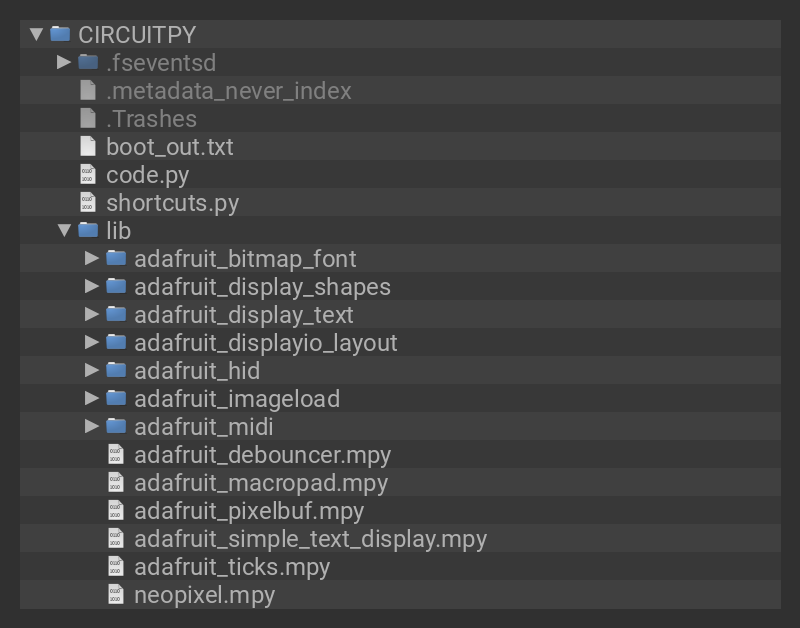 CIRCUITPY
.fseventsd
.metadata_never_index
.Trashes
boot_out.txt
code.py
shortcuts.py
lib
adafruit_bitmap_font
adafruit_display_shapes
adafruit_display_text
adafruit_displayio_layout
adafruit_hid
adafruit_imageload
adafruit_midi
adafruit_debouncer.mpy
adafruit_macropad.mpy
adafruit_pixelbuf.mpy
adafruit_simple_text_display.mpy
adafruit_ticks.mpy
neopixel.mpy